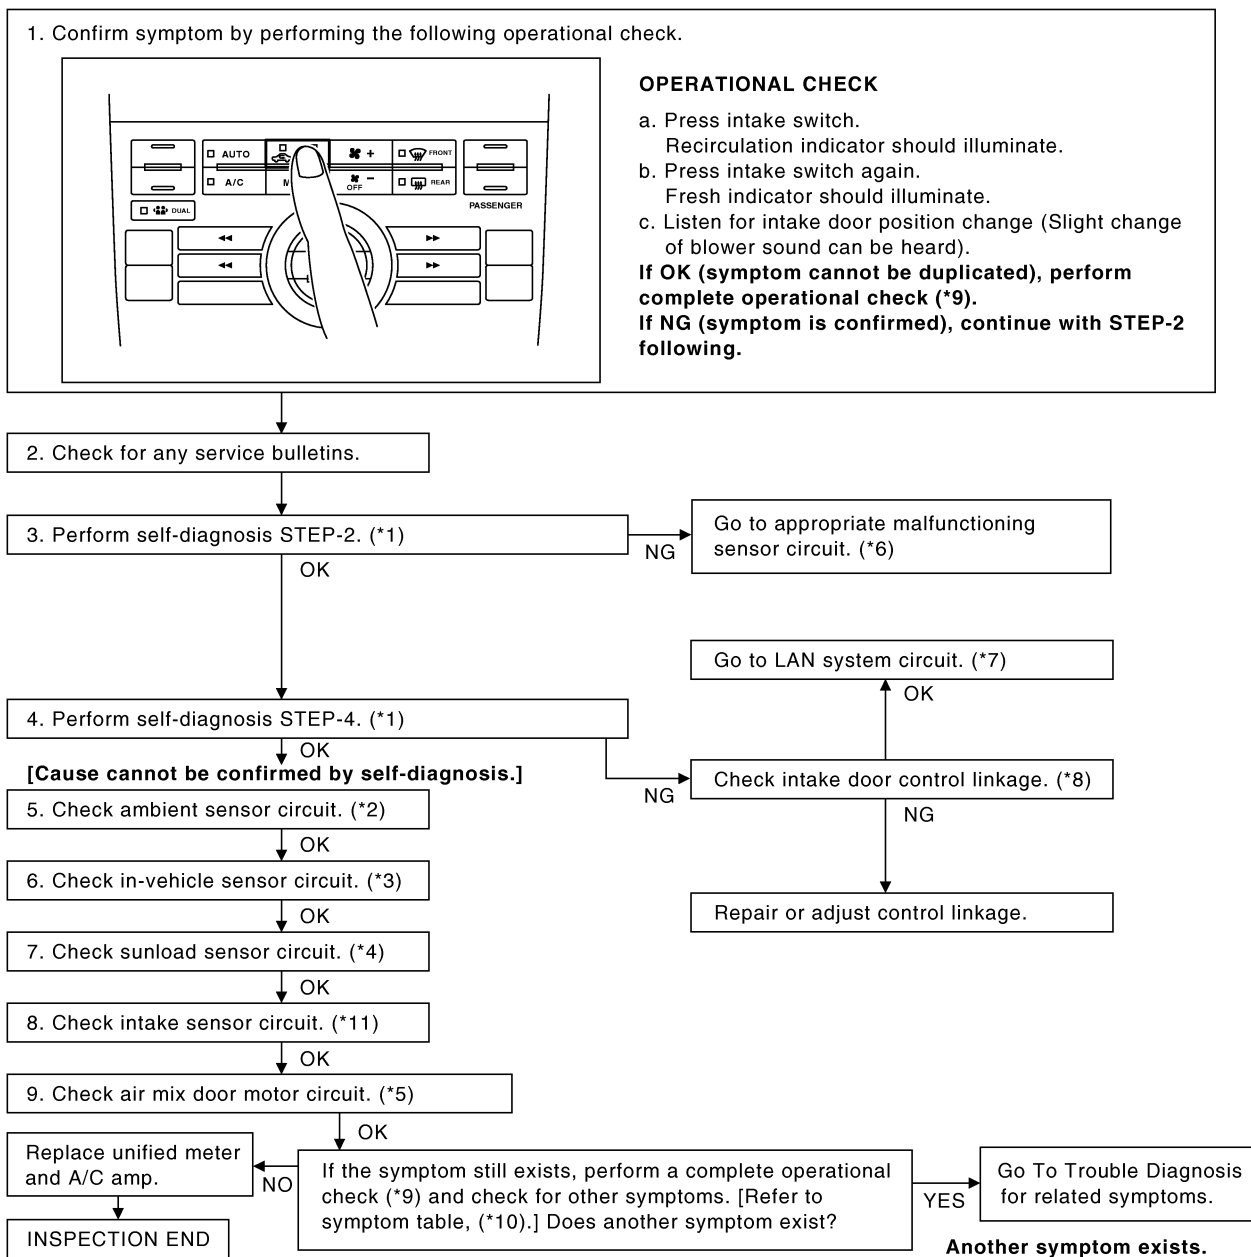 1. Confirm symptom by performing the following operational check.
AUTO
+
FRONT
A/C
M
OFF
−
REAR
DUAL
PASSENGER
OPERATIONAL CHECK
a. Press intake switch.
Recirculation indicator should illuminate.
b. Press intake switch again.
Fresh indicator should illuminate.
c. Listen for intake door position change (Slight change
of blower sound can be heard).
If OK (symptom cannot be duplicated), perform
complete operational check (*9).
If NG (symptom is confirmed), continue with STEP-2
following.
2. Check for any service bulletins.
3. Perform self-diagnosis STEP-2. (*1)
NG
Go to appropriate malfunctioning
sensor circuit. (*6)
OK
Go to LAN system circuit. (*7)
OK
4. Perform self-diagnosis STEP-4. (*1)
OK
[Cause cannot be confirmed by self-diagnosis.]
NG
Check intake door control linkage. (*8)
NG
Repair or adjust control linkage.
5. Check ambient sensor circuit. (*2)
OK
6. Check in-vehicle sensor circuit. (*3)
OK
7. Check sunload sensor circuit. (*4)
OK
8. Check intake sensor circuit. (*11)
OK
9. Check air mix door motor circuit. (*5)
OK
If the symptom still exists, perform a complete operational
check (*9) and check for other symptoms. [Refer to
symptom table, (*10).] Does another symptom exist?
NO
Replace unified meter
and A/C amp.
INSPECTION END
YES
Go To Trouble Diagnosis
for related symptoms.
Another symptom exists.